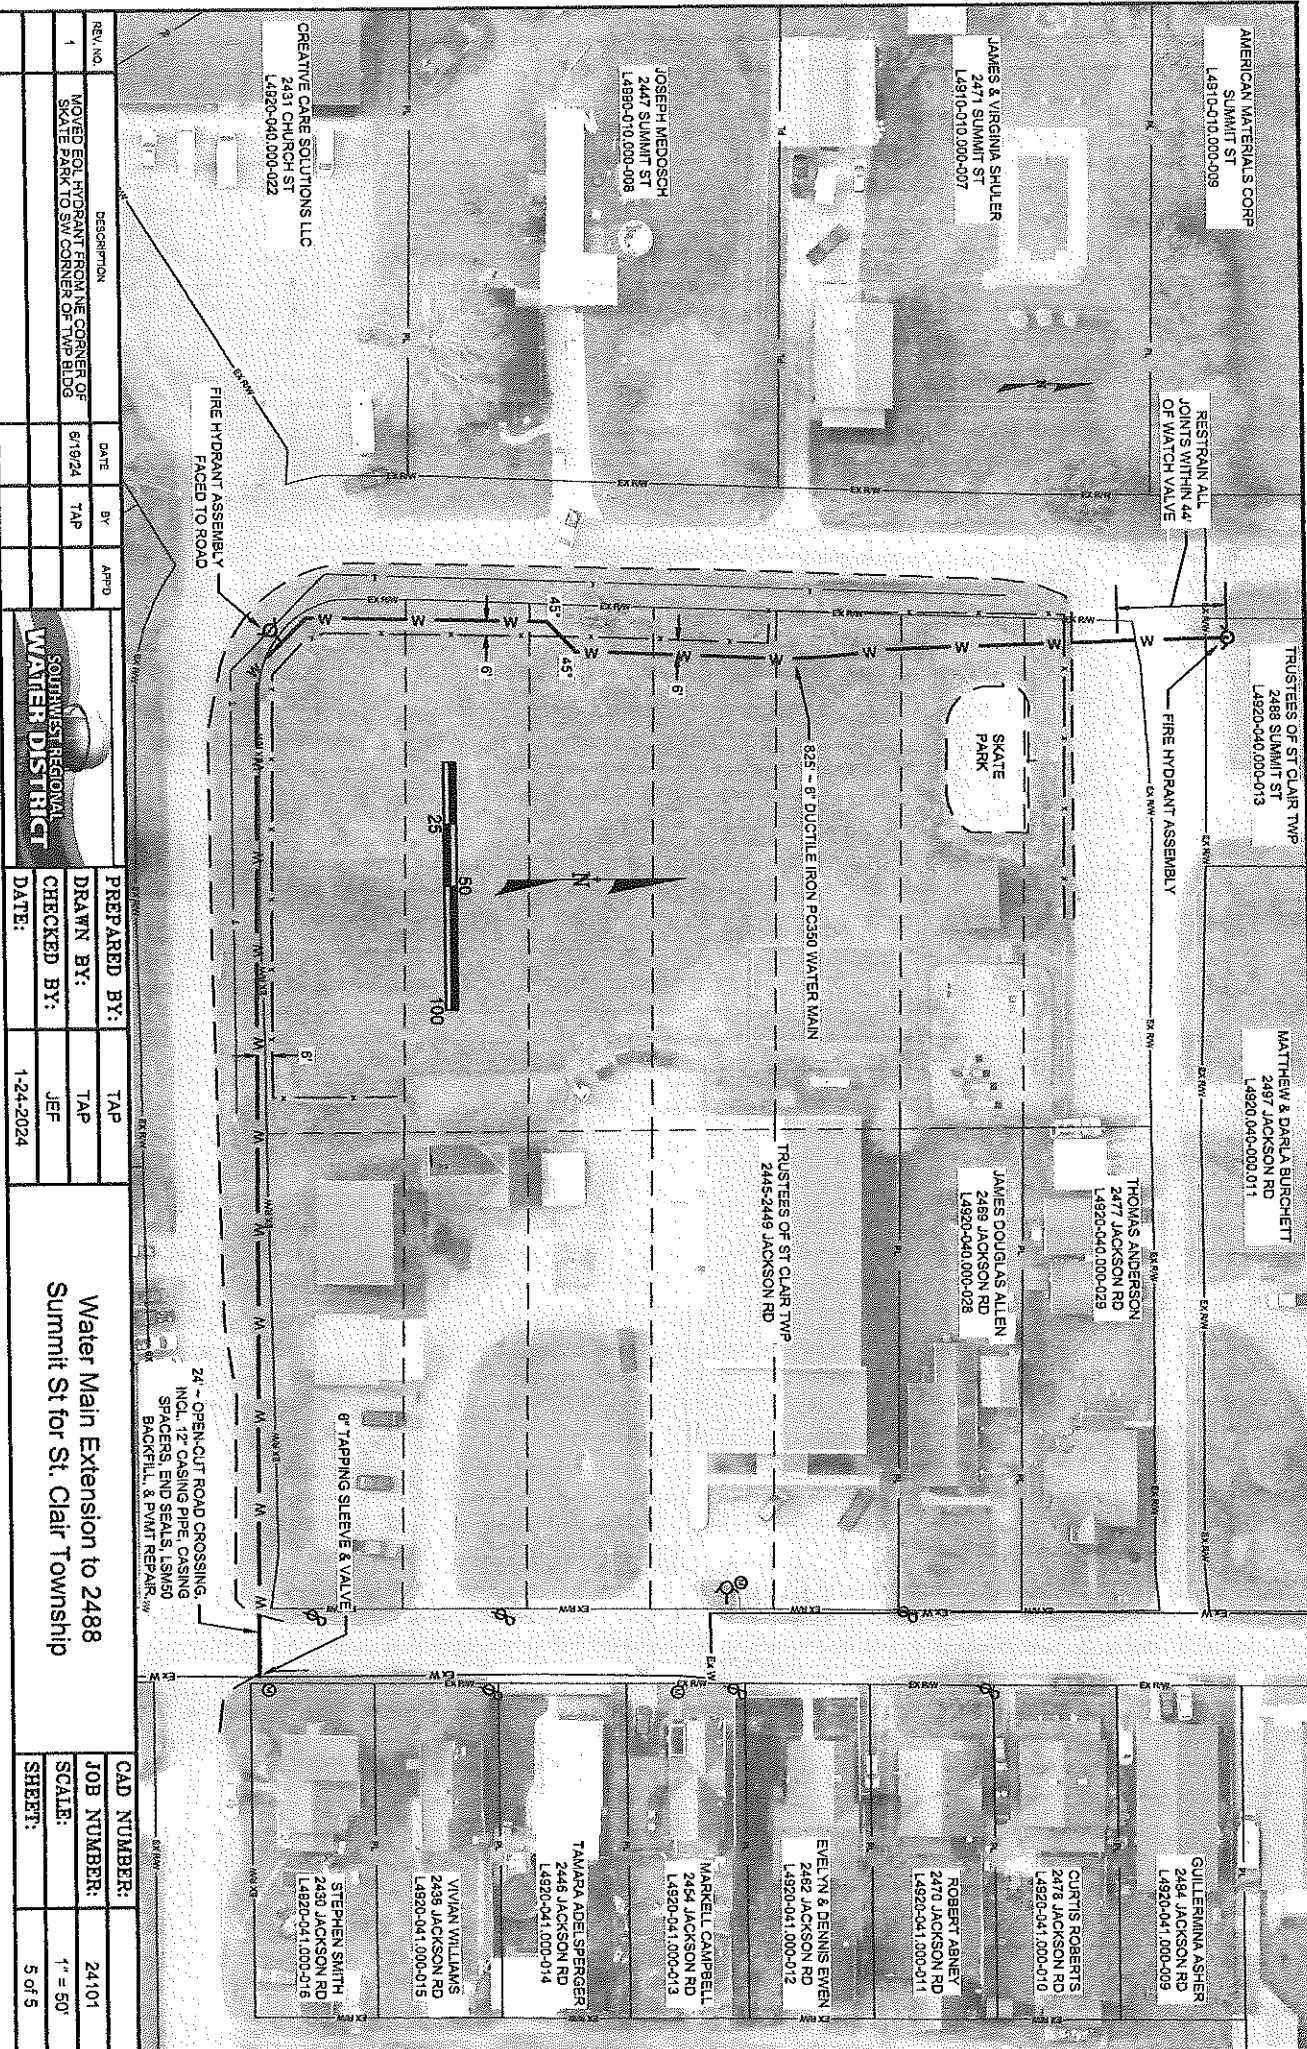 AMERICAN MATERIALS CORP
SUMMIT ST
L4910-010.000-009
JAMES & VIRGINIA SHULER
2471 SUMMIT ST
L4910-010.000-007
JOSEPH MEDOSCH
2447 SUMMIT ST
L4990-010.000-008
CREATIVE CARE SOLUTIONS LLC
2431 CHURCH ST
L4920-040.000-022
RESTRAIN ALL
JOINTS WITHIN 44'
OF WATCH VALVE
TRUSTEES OF ST CLAIR TWP
2488 SUMMIT ST
L4920-040.000-013
FIRE HYDRANT ASSEMBLY
MATTHEW & DARLA BURCHETT
2497 JACKSON RD
L4920.040-000.011
THOMAS ANDERSON
2477 JACKSON RD
L4920-040.000-029
JAMES DOUGLAS ALLEN
2469 JACKSON RD
L4920-040.000-028
TRUSTEES OF ST CLAIR TWP
2445-2449 JACKSON RD
SKATE
PARK
825' ~ 6" DUCTILE IRON PC350 WATER MAIN
45°
45°
6'
6'
6'
N
25
50
100
FIRE HYDRANT ASSEMBLY
FACED TO ROAD
6" TAPPING SLEEVE & VALVE
24' ~ OPEN-CUT ROAD CROSSING,
INCL. 12" CASING PIPE, CASING
SPACERS, END SEALS, LSM50
BACKFILL, & PVMT REPAIR
GUILLERMINA ASHER
2484 JACKSON RD
L4920-041.000-009
CURTIS ROBERTS
2478 JACKSON RD
L4920-041.000-010
ROBERT ABNEY
2470 JACKSON RD
L4920-041.000-011
EVELYN & DENNIS EWEN
2462 JACKSON RD
L4920-041.000-012
MARKELL CAMPBELL
2454 JACKSON RD
L4920-041.000-013
TAMARA ADELSPERGER
2446 JACKSON RD
L4920-041.000-014
VIVIAN WILLIAMS
2436 JACKSON RD
L4920-041.000-015
STEPHEN SMITH
2430 JACKSON RD
L4920-041.000-016
EX R/W
EX W
PL
W
REV. NO. DESCRIPTION DATE BY APP'D
1 MOVED EOL HYDRANT FROM NE CORNER OF
SKATE PARK TO SW CORNER OF TWP BLDG 6/19/24 TAP
SOUTHWEST REGIONAL
WATER DISTRICT
PREPARED BY: TAP
DRAWN BY: TAP
CHECKED BY: JEF
DATE: 1-24-2024
Water Main Extension to 2488
Summit St for St. Clair Township
CAD NUMBER:
JOB NUMBER: 24101
SCALE: 1" = 50'
SHEET: 5 of 5